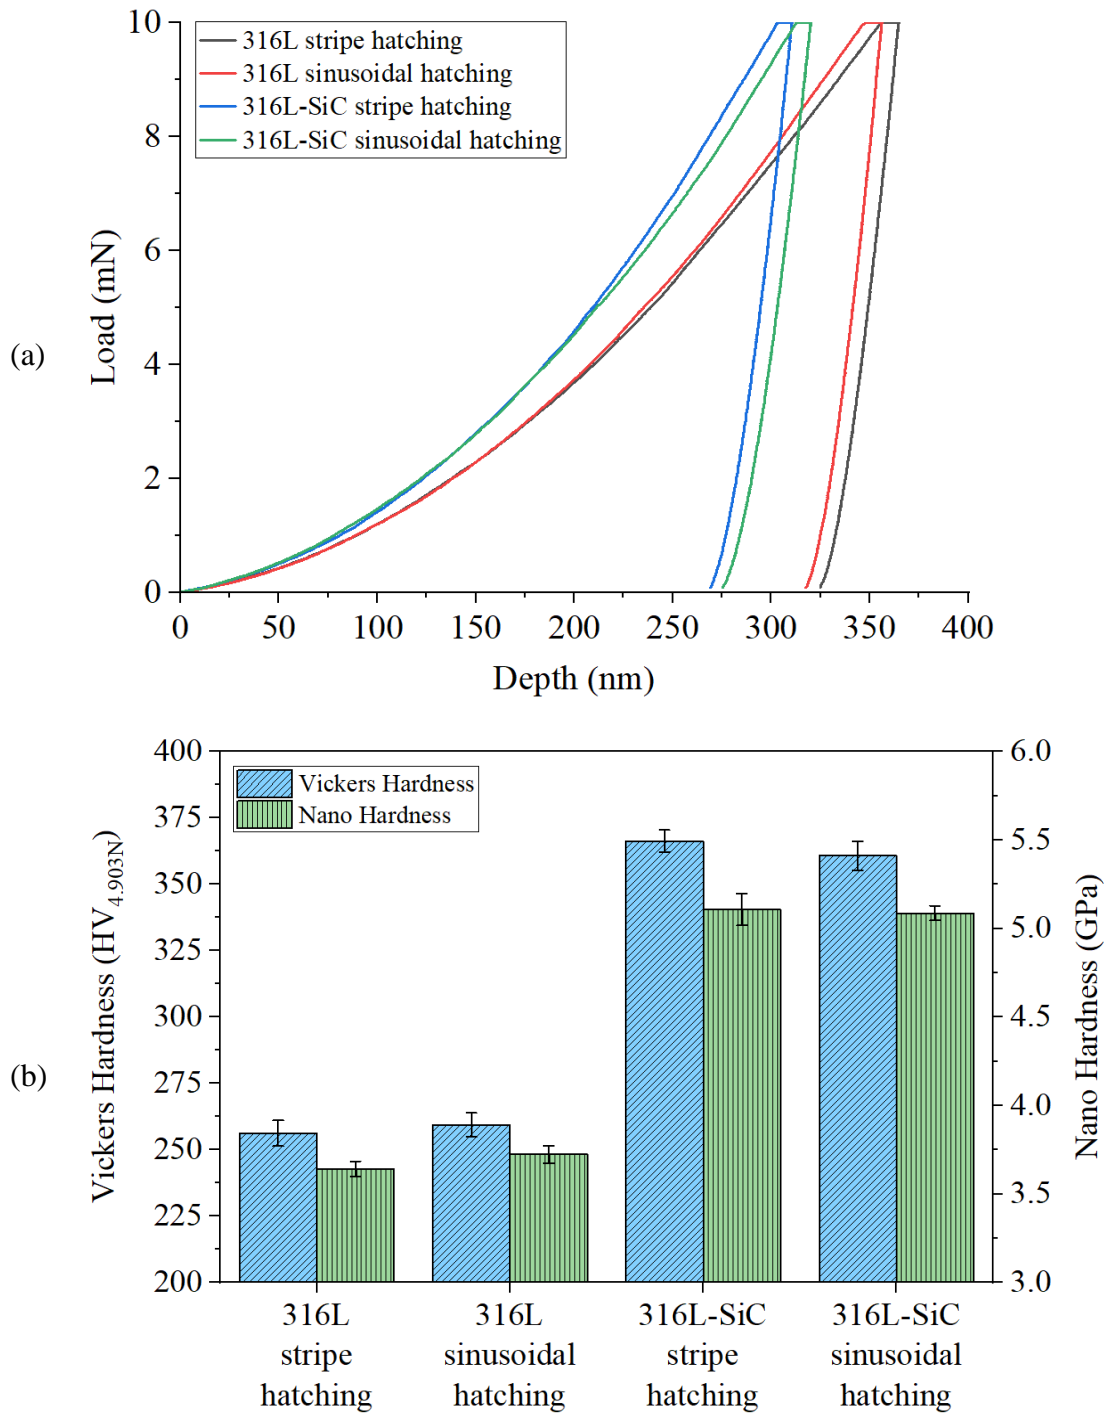 (a)
Load (mN)
10
8
6
4
2
0
316L stripe hatching
316L sinusoidal hatching
316L-SiC stripe hatching
316L-SiC sinusoidal hatching
0 50 100 150 200 250 300 350 400
Depth (nm)
(b)
Vickers Hardness (HV4.903N)
400
375
350
325
300
275
250
225
200
Vickers Hardness
Nano Hardness
6.0
5.5
5.0
4.5
4.0
3.5
3.0
Nano Hardness (GPa)
316L
stripe
hatching
316L
sinusoidal
hatching
316L-SiC
stripe
hatching
316L-SiC
sinusoidal
hatching